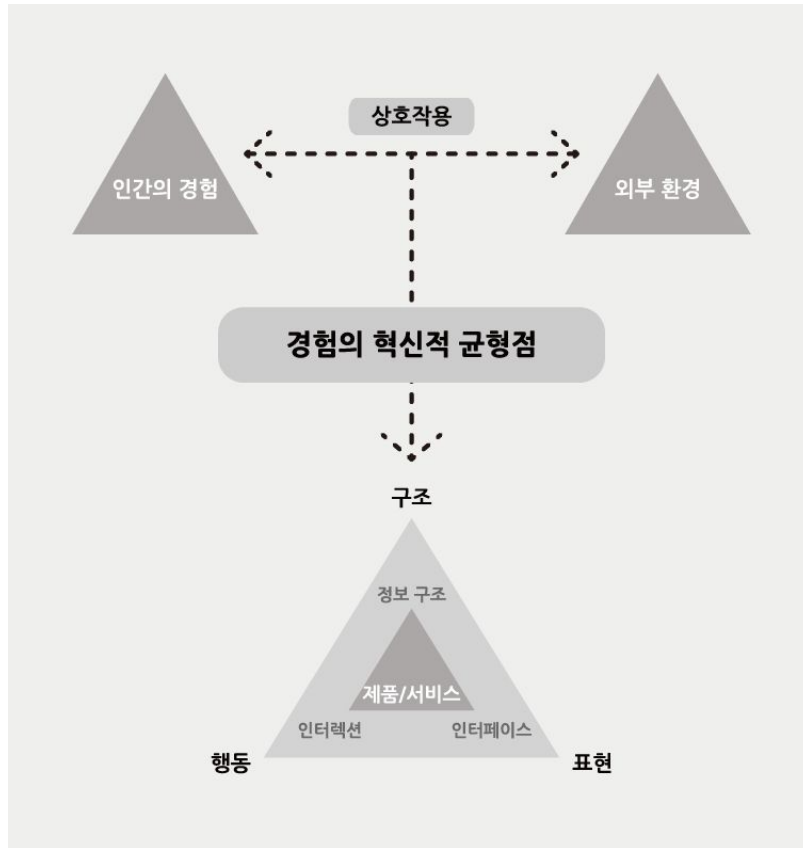 상호작용
인간의 경험
외부 환경
경험의 혁신적 균형점
구조
정보 구조
제품/서비스
인터렉션
인터페이스
행동
표현